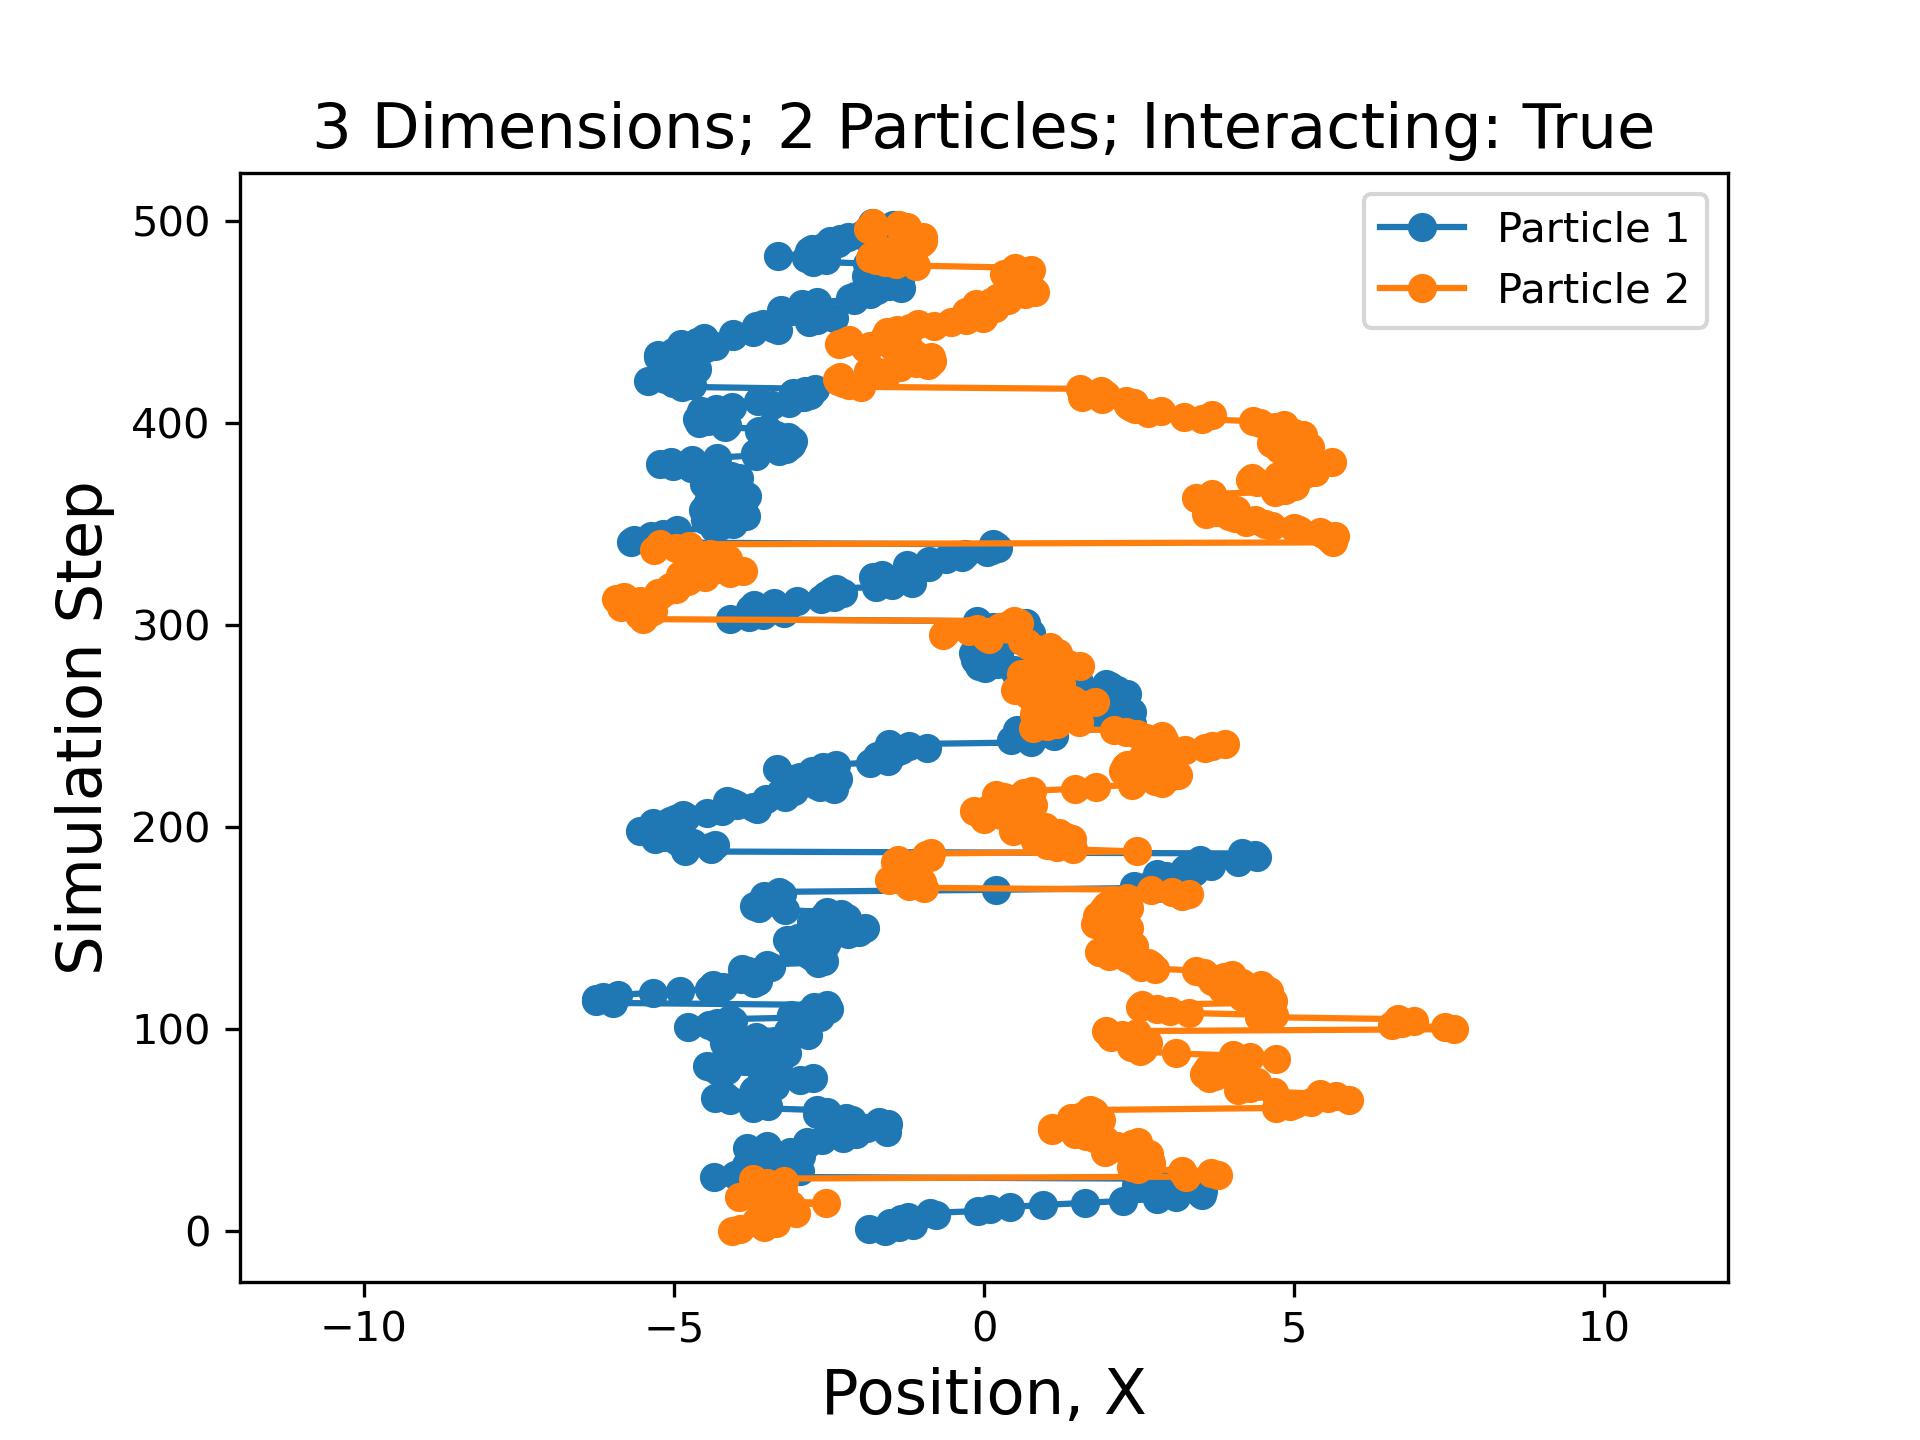 3 Dimensions; 2 Particles; Interacting: True
Particle 1
Particle 2
Simulation Step
500
400
300
200
100
0
−10
−5
0
5
10
Position, X